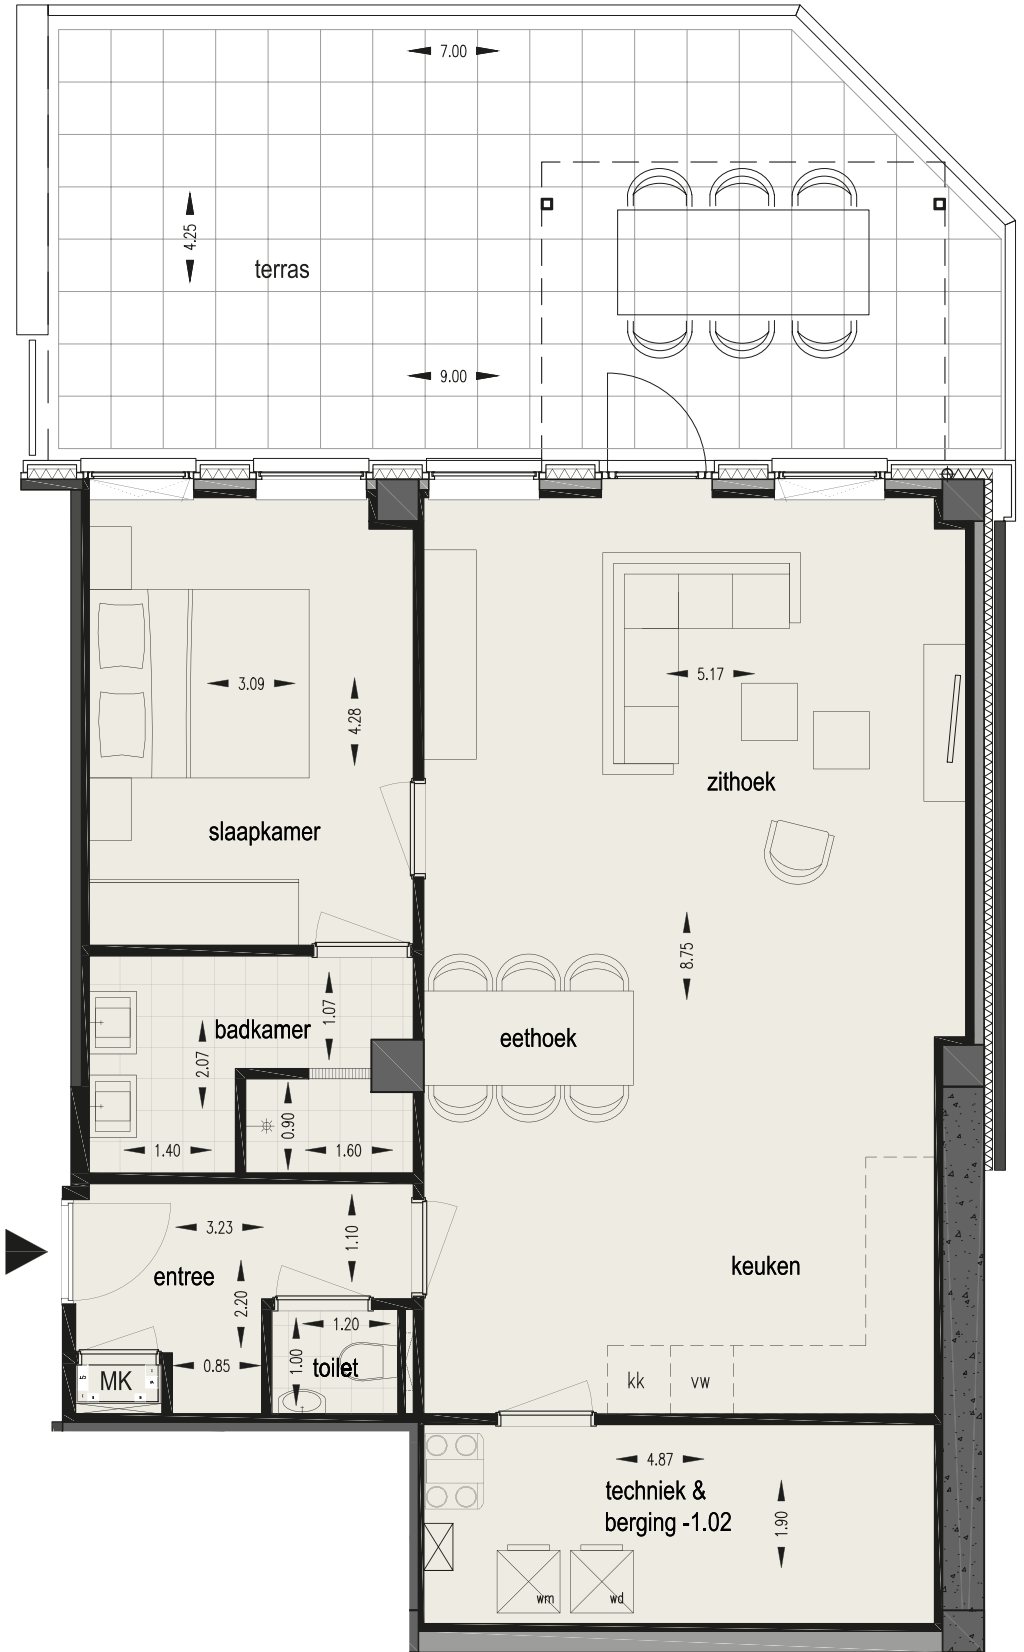 7.00
4.25
terras
9.00
3.09
4.28
5.17
zithoek
slaapkamer
8.75
1.07
badkamer
eethoek
2.07
0.90
1.40
1.60
3.23
1.10
entree
keuken
2.20
1.20
1.00
toilet
0.85
MK
kk
vw
4.87
techniek &
berging -1.02
1.90
wm
wd